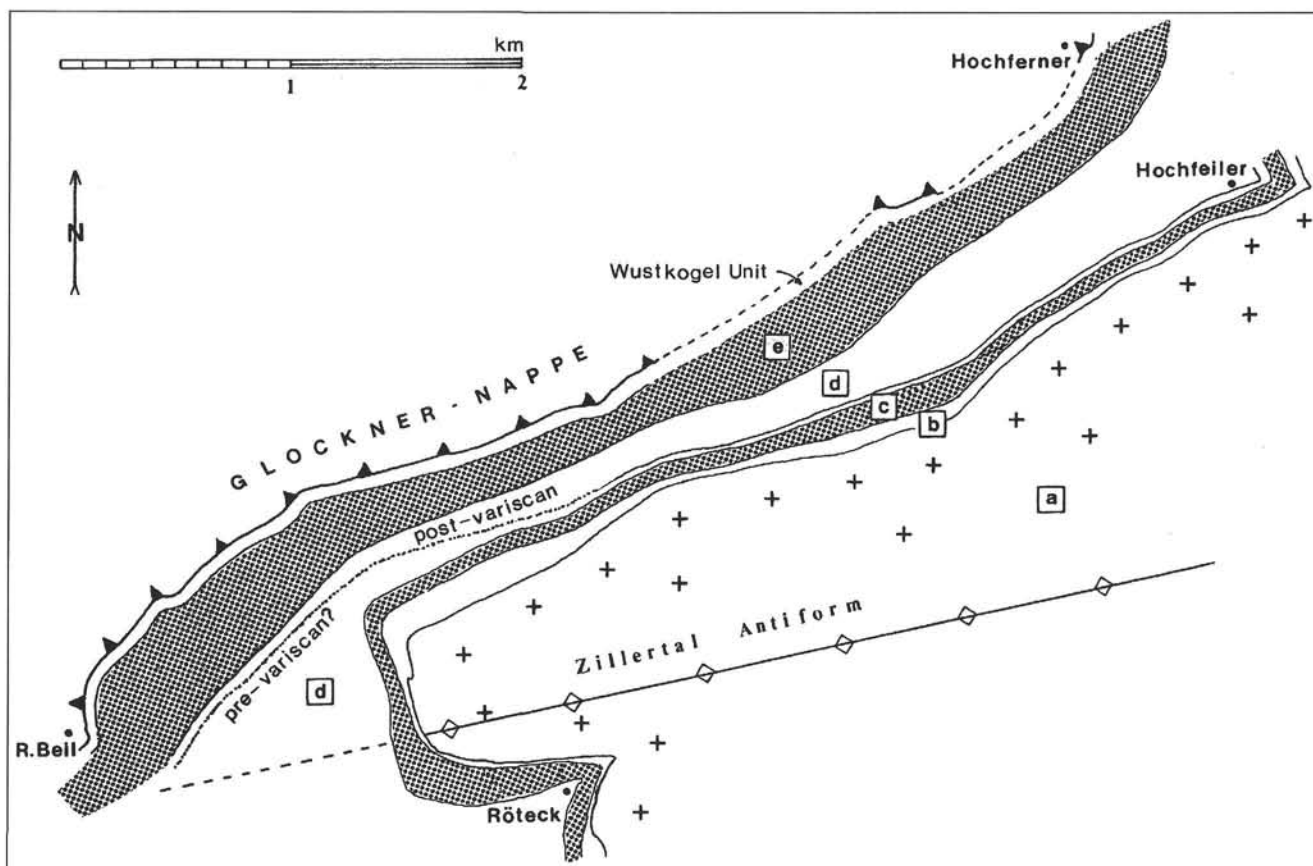 km
1
2
N
Hochferner
Hochfeiler
Wustkogel Unit
GLOCKNER-NAPPE
e
d
c
b
a
post-variscan
pre-variscan?
d
Zillertal Antiform
R.Beil
Röteck